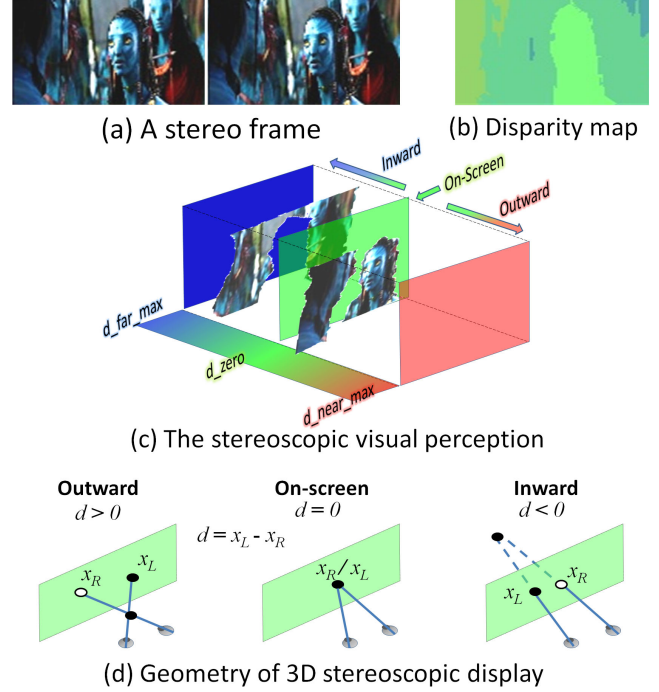 (a) A stereo frame
(b) Disparity map
Inward
On-Screen
Outward
d_far_max
d_zero
d_near_max
(c) The stereoscopic visual perception
Outward
d > 0
On-screen
d = 0
Inward
d < 0
d = x_L - x_R
x_R
x_L
x_R / x_L
x_L
x_R
(d) Geometry of 3D stereoscopic display